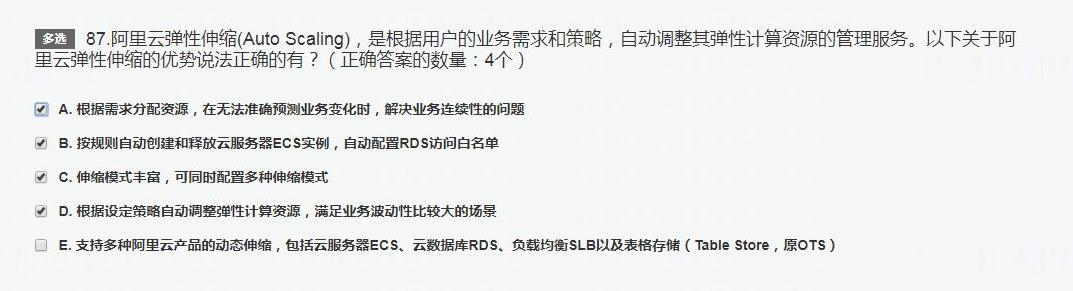 多选 87.阿里云弹性伸缩(Auto Scaling)，是根据用户的业务需求和策略，自动调整其弹性计算资源的管理服务。以下关于阿
里云弹性伸缩的优势说法正确的有？（正确答案的数量：4个）
A. 根据需求分配资源，在无法准确预测业务变化时，解决业务连续性的问题
B. 按规则自动创建和释放云服务器ECS实例，自动配置RDS访问白名单
C. 伸缩模式丰富，可同时配置多种伸缩模式
D. 根据设定策略自动调整弹性计算资源，满足业务波动性比较大的场景
E. 支持多种阿里云产品的动态伸缩，包括云服务器ECS、云数据库RDS、负载均衡SLB以及表格存储（Table Store，原OTS）